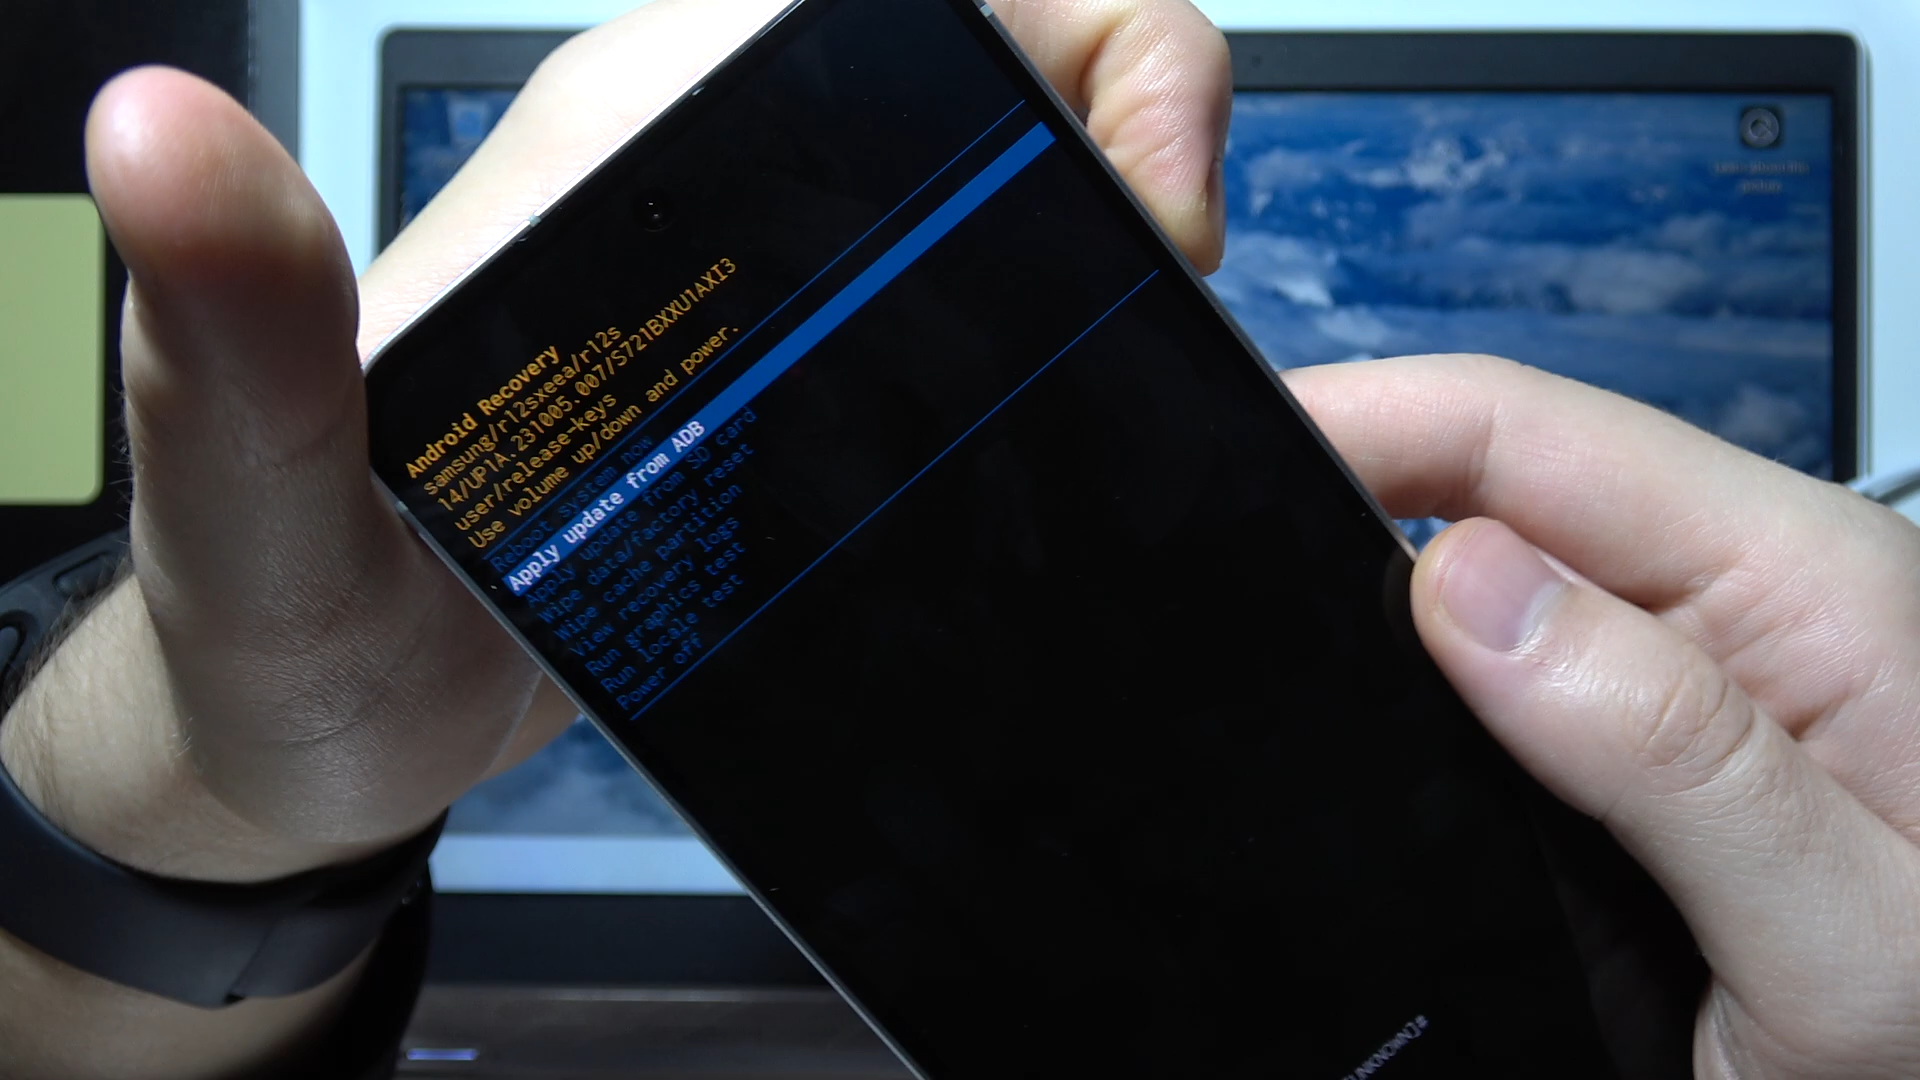 Android Recovery
samsung/r12sxeea/r12s
14/UP1A.231005.007/S721BXXU1AXI3
user/release-keys
Use volume up/down and power.
Reboot system now
Apply update from ADB
Apply update from SD card
Wipe data/factory reset
Wipe cache partition
View recovery logs
Run graphics test
Run locale test
Power off
UNKNOWN]#